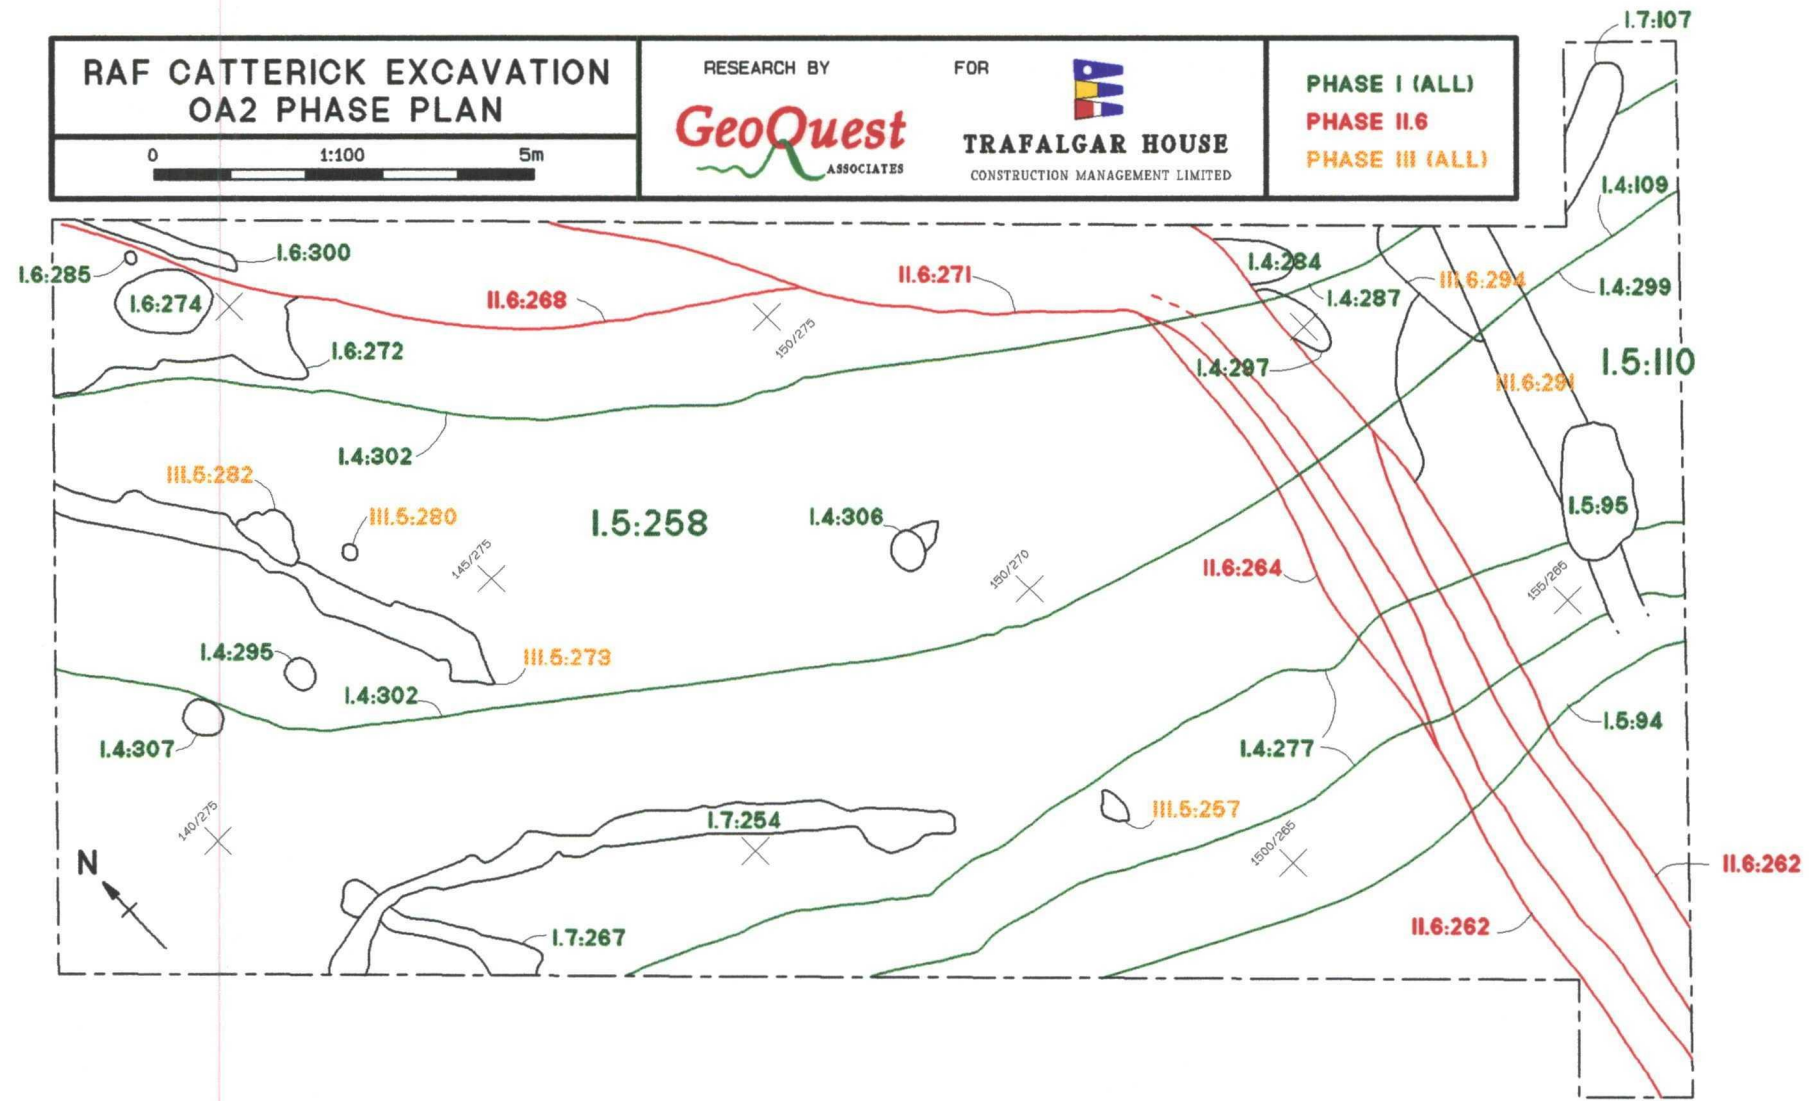 I.7:107
RAF CATTERICK EXCAVATION
OA2 PHASE PLAN
0 1:100 5m
RESEARCH BY
GeoQuest
ASSOCIATES
FOR
TRAFALGAR HOUSE
CONSTRUCTION MANAGEMENT LIMITED
PHASE I (ALL)
PHASE II.6
PHASE III (ALL)
I.4:109
I.6:300
I.6:285
I.6:274
II.6:268
II.6:271
I.4:284
III.6:294
I.4:287
I.4:299
150/275
I.6:272
I.4:297
I.5:110
III.6:291
I.4:302
III.5:282
III.5:280
I.5:258
I.4:306
I.5:95
145/275
150/270
II.6:264
155/265
I.4:295
III.5:273
I.4:302
I.4:307
I.4:277
I.5:94
140/275
I.7:254
III.5:257
1500/265
II.6:262
N
I.7:267
II.6:262